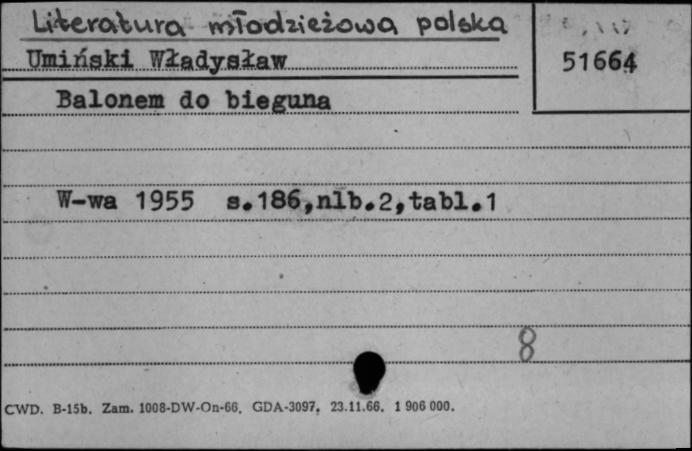 Literatura młodzieżowa polska
Umiński Władysław
51664
Balonem do bieguna
W-wa 1955 s.186,nlb.2,tabl.1
8
CWD. B-15b. Zam. 1008-DW-On-66. GDA-3097. 23.11.66. 1 906 000.